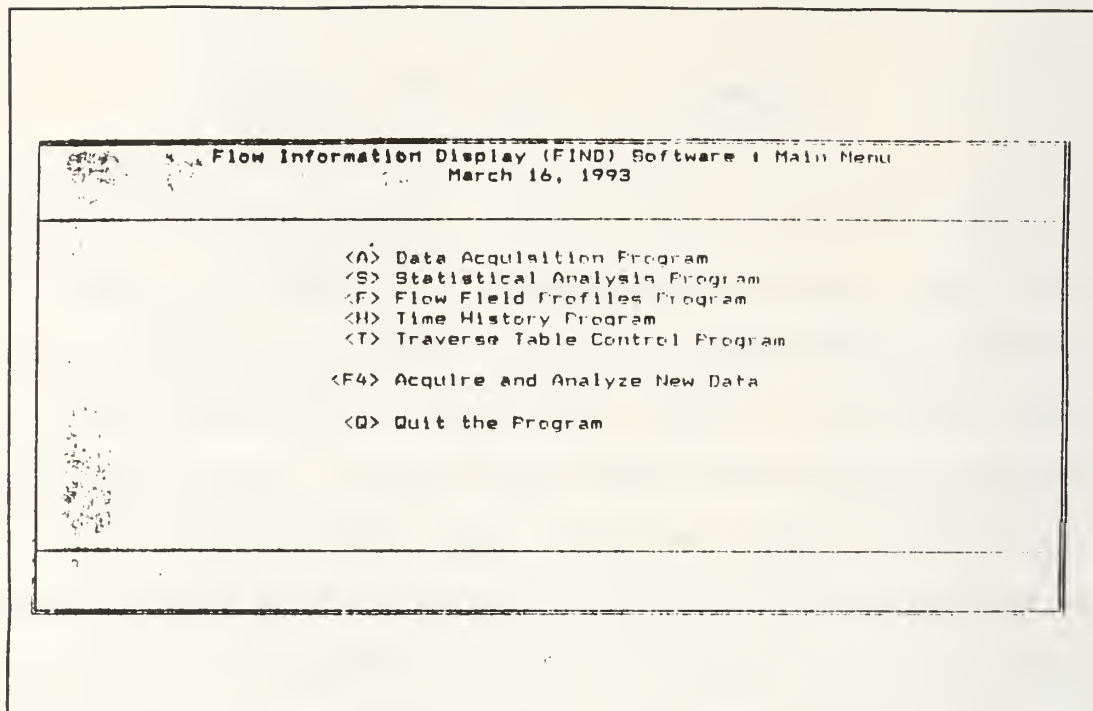 Flow Information Display (FIND) Software : Main Menu
March 16, 1993
<A> Data Acquisition Program
<S> Statistical Analysis Program
<F> Flow Field Profiles Program
<H> Time History Program
<T> Traverse Table Control Program
<F4> Acquire and Analyze New Data
<Q> Quit the Program